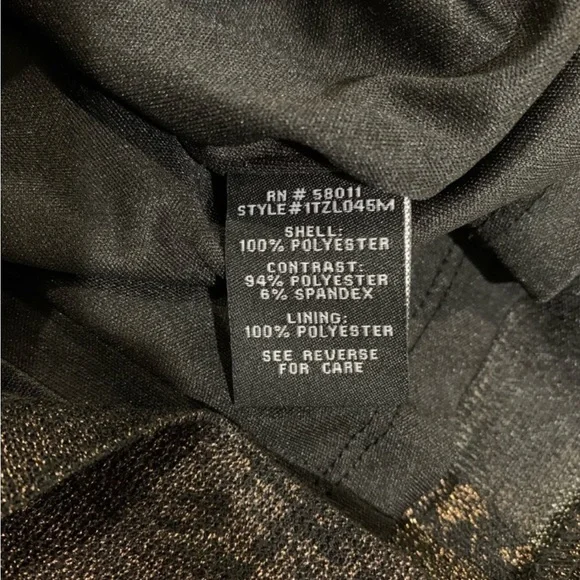 RN # 58011
STYLE#1TZL045M
SHELL:
100% POLYESTER
CONTRAST:
94% POLYESTER
6% SPANDEX
LINING:
100% POLYESTER
SEE REVERSE
FOR CARE